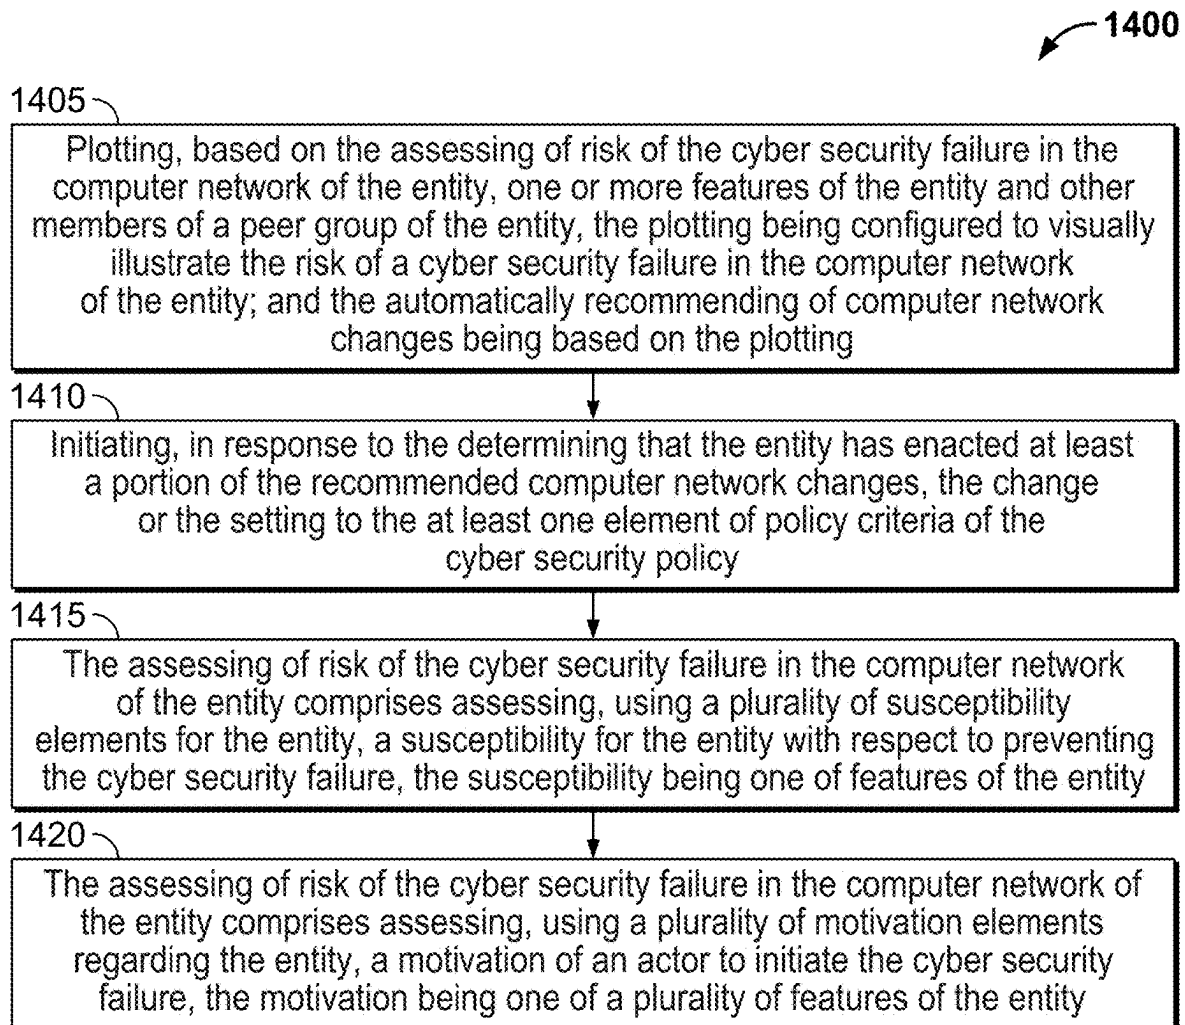 1400
1405
Plotting, based on the assessing of risk of the cyber security failure in the
computer network of the entity, one or more features of the entity and other
members of a peer group of the entity, the plotting being configured to visually
illustrate the risk of a cyber security failure in the computer network
of the entity; and the automatically recommending of computer network
changes being based on the plotting
1410
Initiating, in response to the determining that the entity has enacted at least
a portion of the recommended computer network changes, the change
or the setting to the at least one element of policy criteria of the
cyber security policy
1415
The assessing of risk of the cyber security failure in the computer network
of the entity comprises assessing, using a plurality of susceptibility
elements for the entity, a susceptibility for the entity with respect to preventing
the cyber security failure, the susceptibility being one of features of the entity
1420
The assessing of risk of the cyber security failure in the computer network of
the entity comprises assessing, using a plurality of motivation elements
regarding the entity, a motivation of an actor to initiate the cyber security
failure, the motivation being one of a plurality of features of the entity